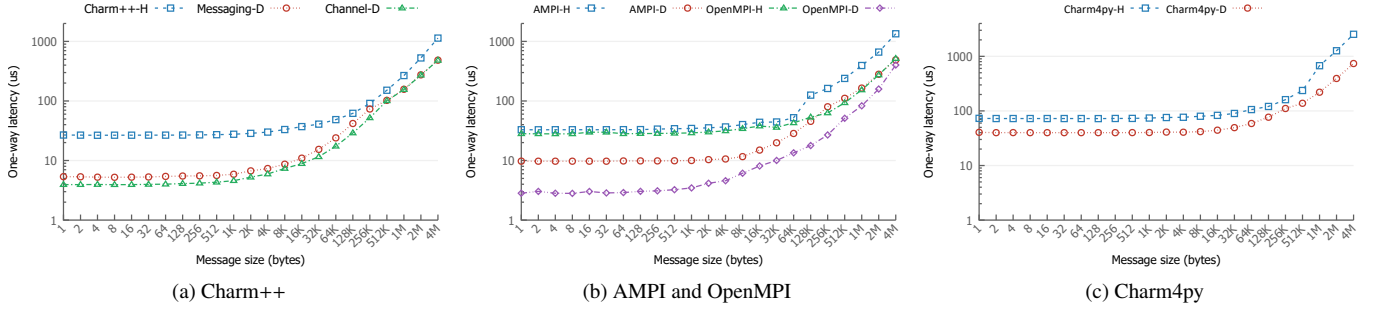 Charm++-H Messaging-D Channel-D
1000
100
10
1
One-way latency (us)
1 2 4 8 16 32 64 128 256 512 1K 2K 4K 8K 16K 32K 64K 128K 256K 512K 1M 2M 4M
Message size (bytes)
(a) Charm++
AMPI-H AMPI-D OpenMPI-H OpenMPI-D
1000
100
10
1
One-way latency (us)
1 2 4 8 16 32 64 128 256 512 1K 2K 4K 8K 16K 32K 64K 128K 256K 512K 1M 2M 4M
Message size (bytes)
(b) AMPI and OpenMPI
Charm4py-H Charm4py-D
1000
100
10
1
One-way latency (us)
1 2 4 8 16 32 64 128 256 512 1K 2K 4K 8K 16K 32K 64K 128K 256K 512K 1M 2M 4M
Message size (bytes)
(c) Charm4py